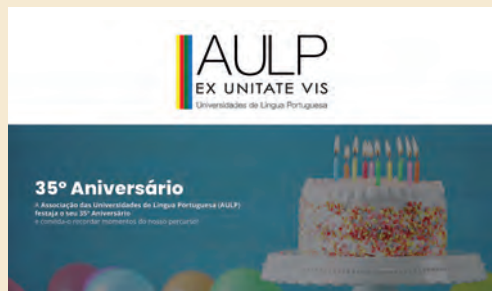 AULP
EX UNITATE VIS
Universidades de Língua Portuguesa
35º Aniversário
A Associação das Universidades de Língua Portuguesa (AULP)
festeja o seu 35º Aniversário
e convida-o recordar momentos do nosso percurso!